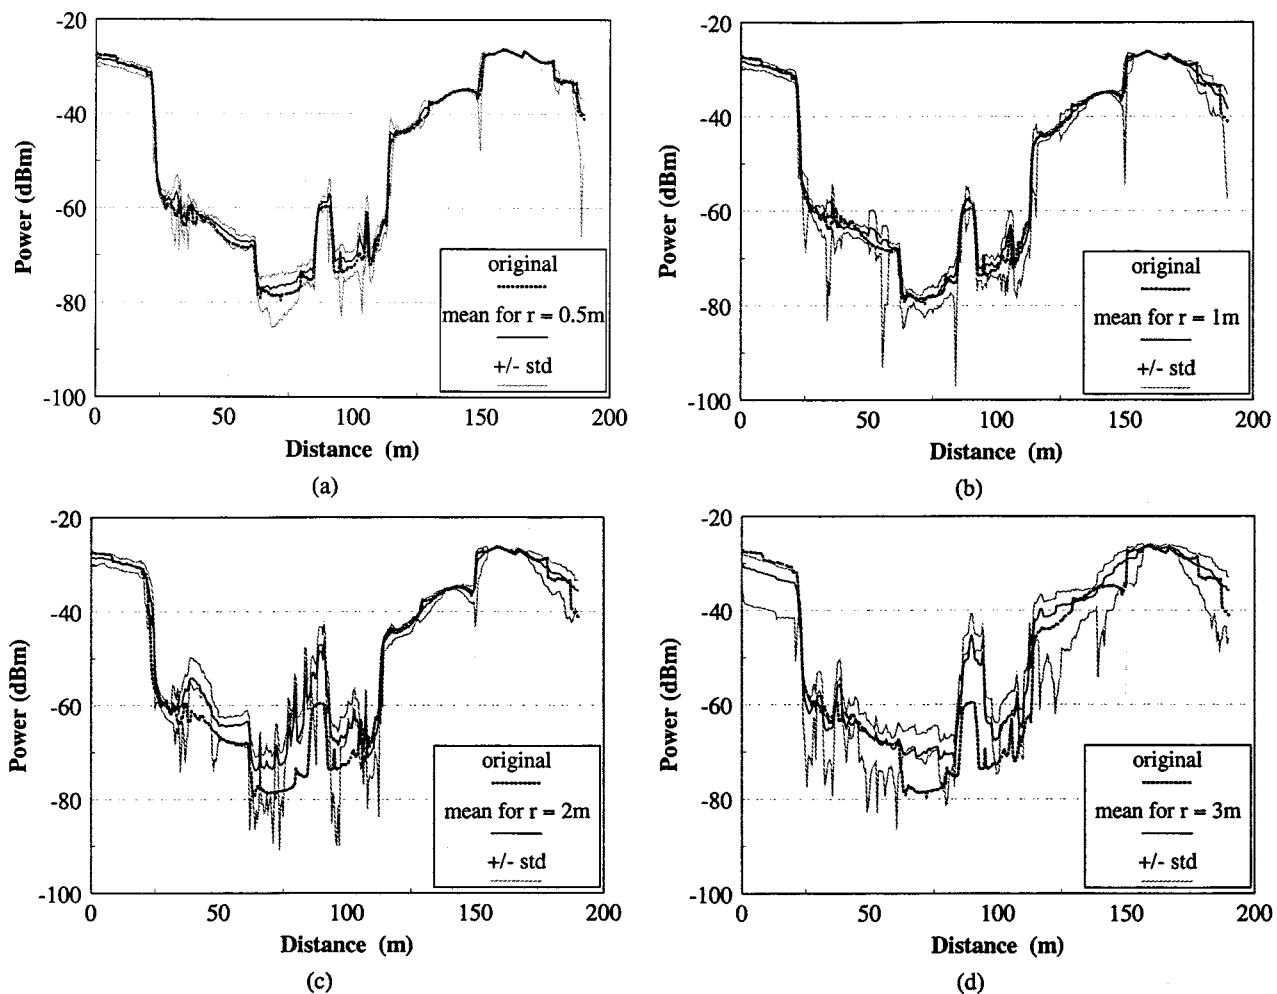 -20
-40
-60
-80
-100
Power (dBm)
original
mean for r = 0.5m
+/- std
0
50
100
150
200
Distance (m)
(a)
-20
-40
-60
-80
-100
Power (dBm)
original
mean for r = 1m
+/- std
0
50
100
150
200
Distance (m)
(b)
-20
-40
-60
-80
-100
Power (dBm)
original
mean for r = 2m
+/- std
0
50
100
150
200
Distance (m)
(c)
-20
-40
-60
-80
-100
Power (dBm)
original
mean for r = 3m
+/- std
0
50
100
150
200
Distance (m)
(d)